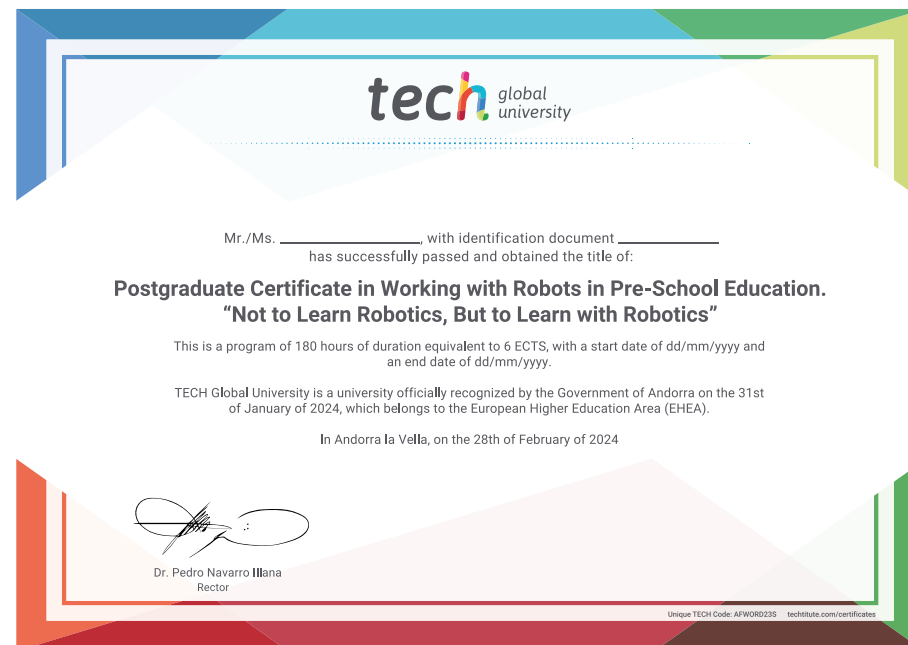 tech global university
Mr./Ms. ____________________, with identification document ______________
has successfully passed and obtained the title of:
Postgraduate Certificate in Working with Robots in Pre-School Education.
“Not to Learn Robotics, But to Learn with Robotics”
This is a program of 180 hours of duration equivalent to 6 ECTS, with a start date of dd/mm/yyyy and
an end date of dd/mm/yyyy.
TECH Global University is a university officially recognized by the Government of Andorra on the 31st
of January of 2024, which belongs to the European Higher Education Area (EHEA).
In Andorra la Vella, on the 28th of February of 2024
Dr. Pedro Navarro Illana
Rector
Unique TECH Code: AFWORD23S techtitute.com/certificates